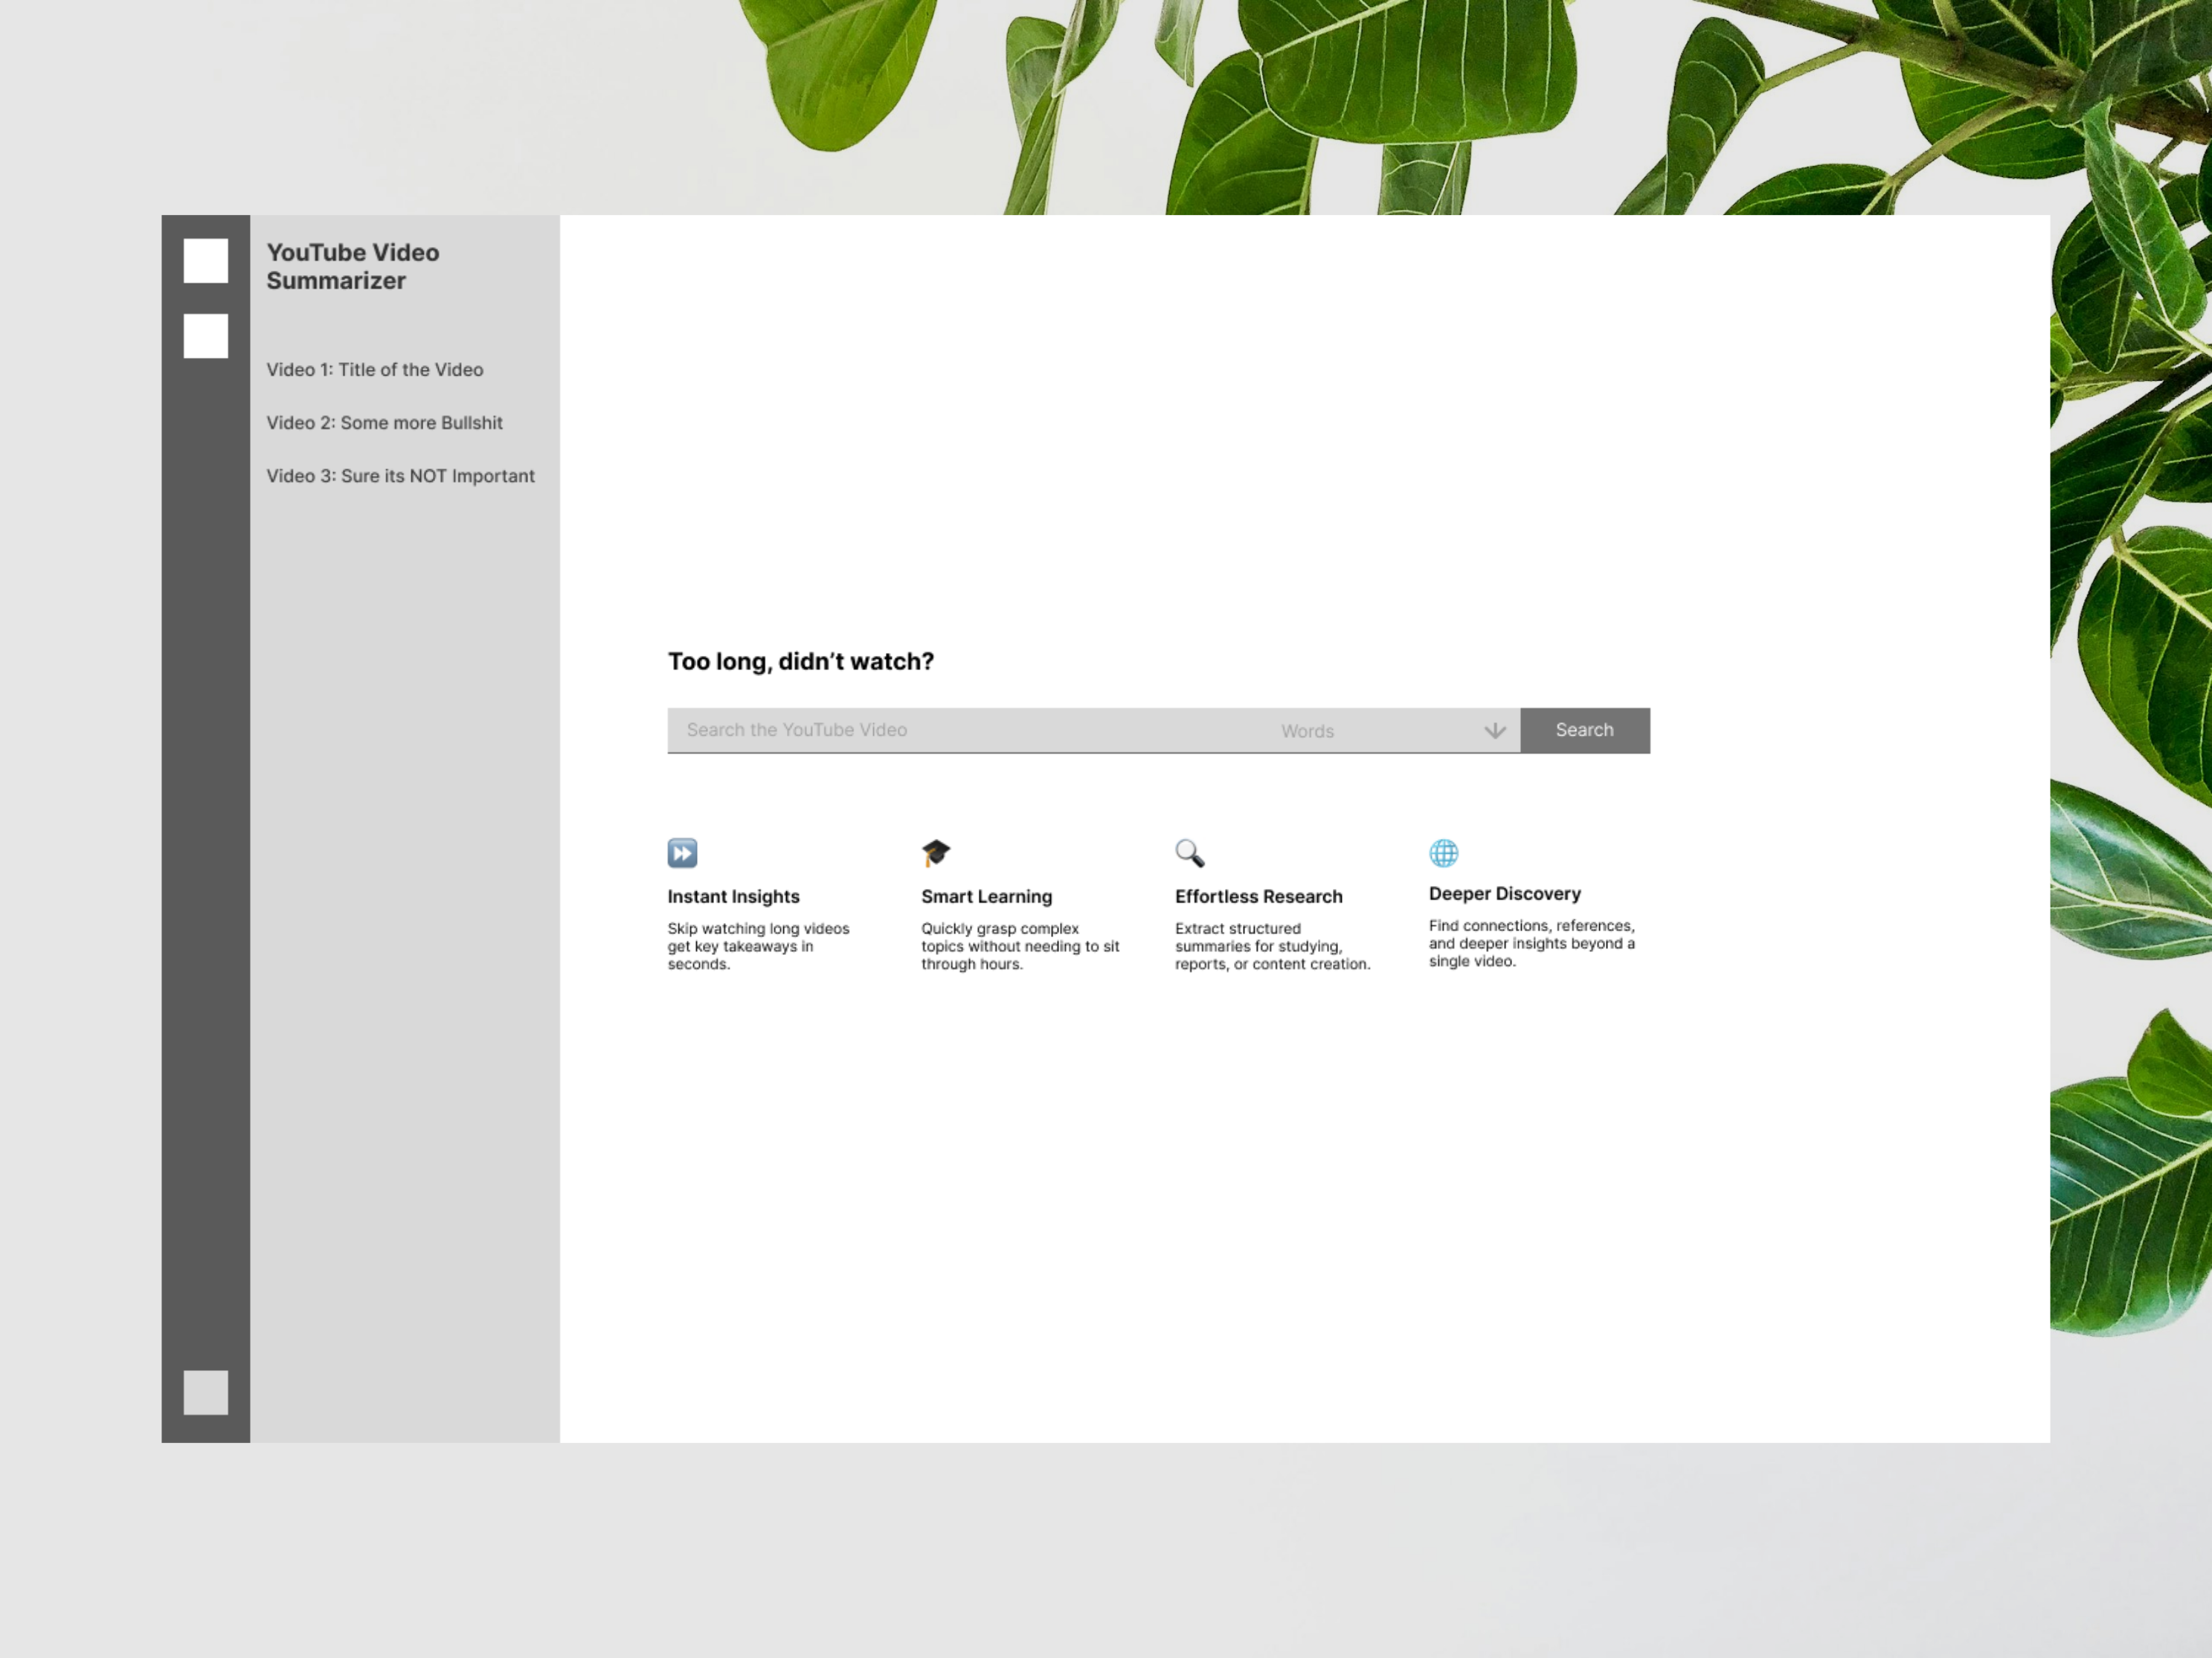 YouTube Video
Summarizer
Video 1: Title of the Video
Video 2: Some more Bullshit
Video 3: Sure its NOT Important
Too long, didn’t watch?
Search the YouTube Video
Words
Search
Instant Insights
Skip watching long videos
get key takeaways in
seconds.
Smart Learning
Quickly grasp complex
topics without needing to sit
through hours.
Effortless Research
Extract structured
summaries for studying,
reports, or content creation.
Deeper Discovery
Find connections, references,
and deeper insights beyond a
single video.